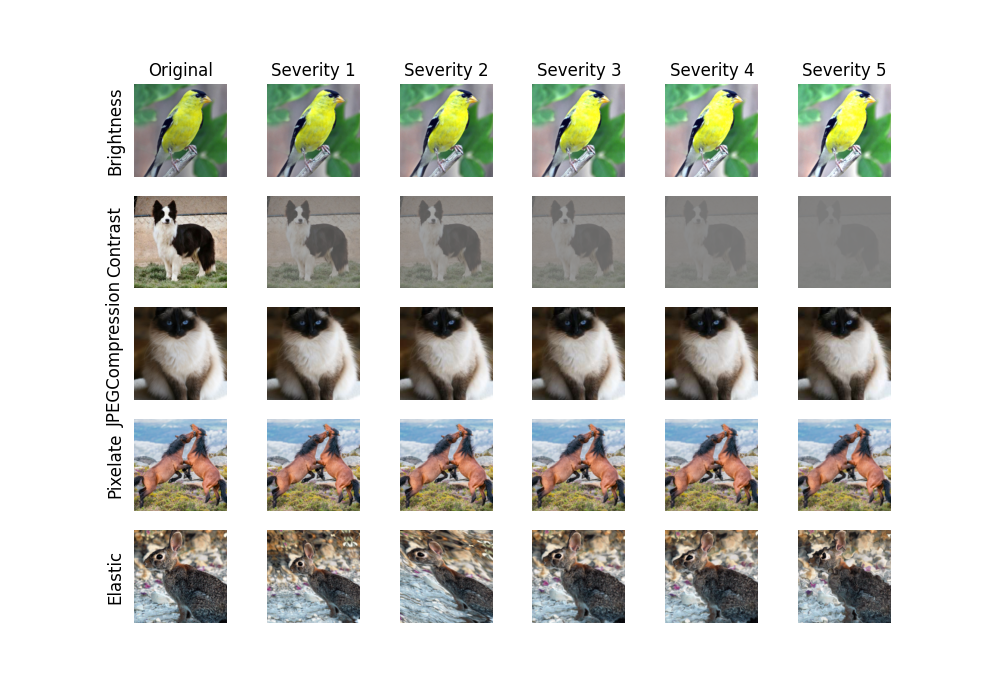 Original Severity 1 Severity 2 Severity 3 Severity 4 Severity 5
Brightness
Contrast
JPEGCompression
Pixelate
Elastic